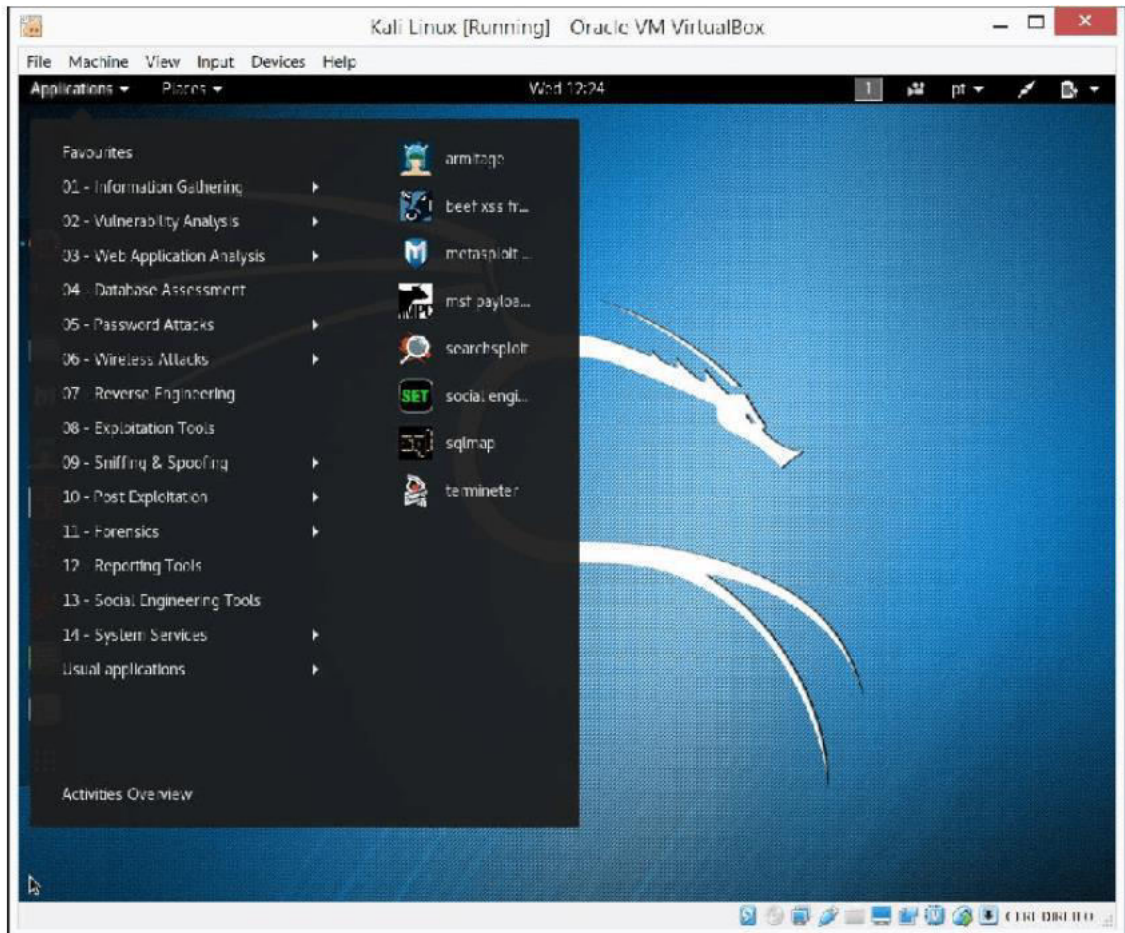 Kali Linux [Running] Oracle VM VirtualBox
File Machine View Input Devices Help
Applications Places Wed 12:24 1 pt
Favourites
01 - Information Gathering
02 - Vulnerability Analysis
03 - Web Application Analysis
04 - Database Assessment
05 - Password Attacks
06 - Wireless Attacks
07 - Reverse Engineering
08 - Exploitation Tools
09 - Sniffing & Spoofing
10 - Post Exploitation
11 - Forensics
12 - Reporting Tools
13 - Social Engineering Tools
14 - System Services
Usual applications
Activities Overview
armitage
beef xss fr...
metasploit ...
msf payloa...
searchsploit
SET social engi...
sqlmap
termineter